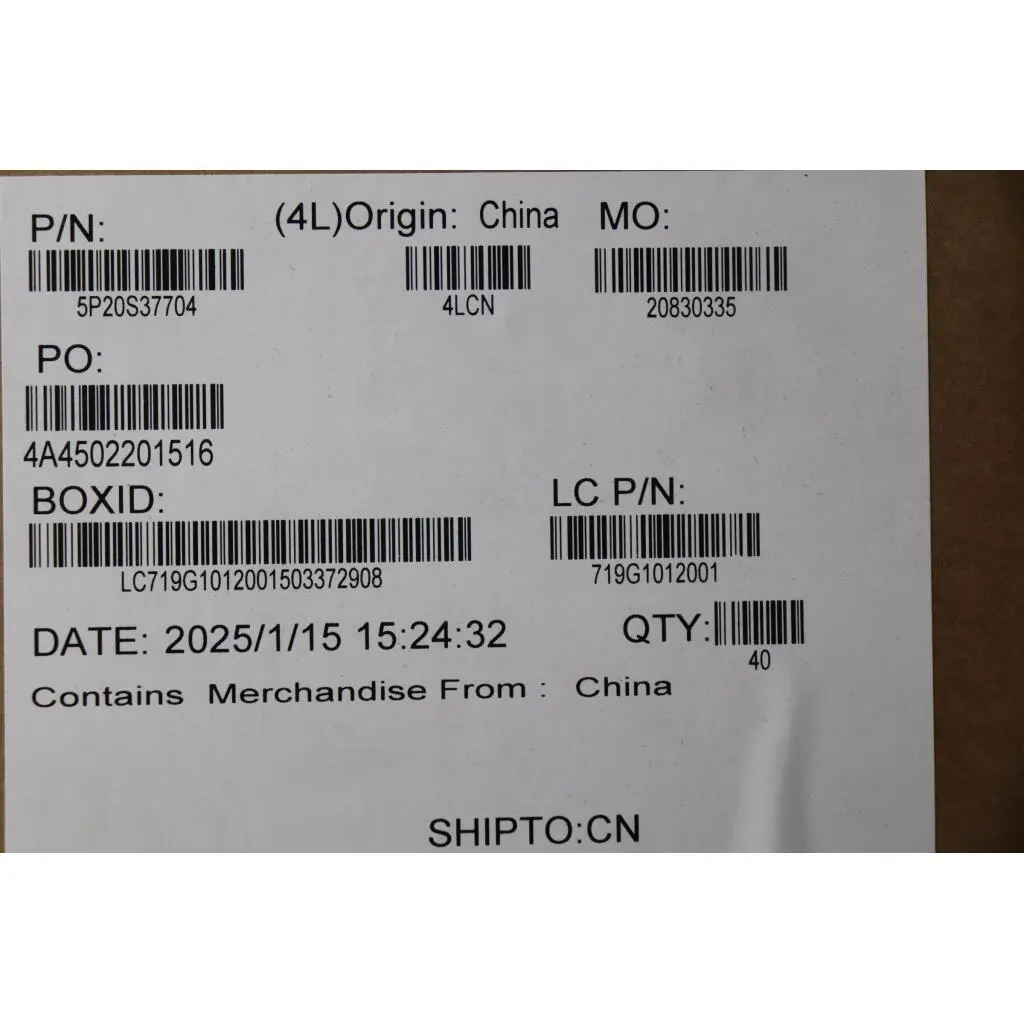 P/N: (4L)Origin: China MO:
5P20S37704 4LCN 20830335
PO:
4A4502201516
BOXID: LC P/N:
LC719G1012001503372908 719G1012001
DATE: 2025/1/15 15:24:32 QTY:
40
Contains Merchandise From : China
SHIPTO:CN